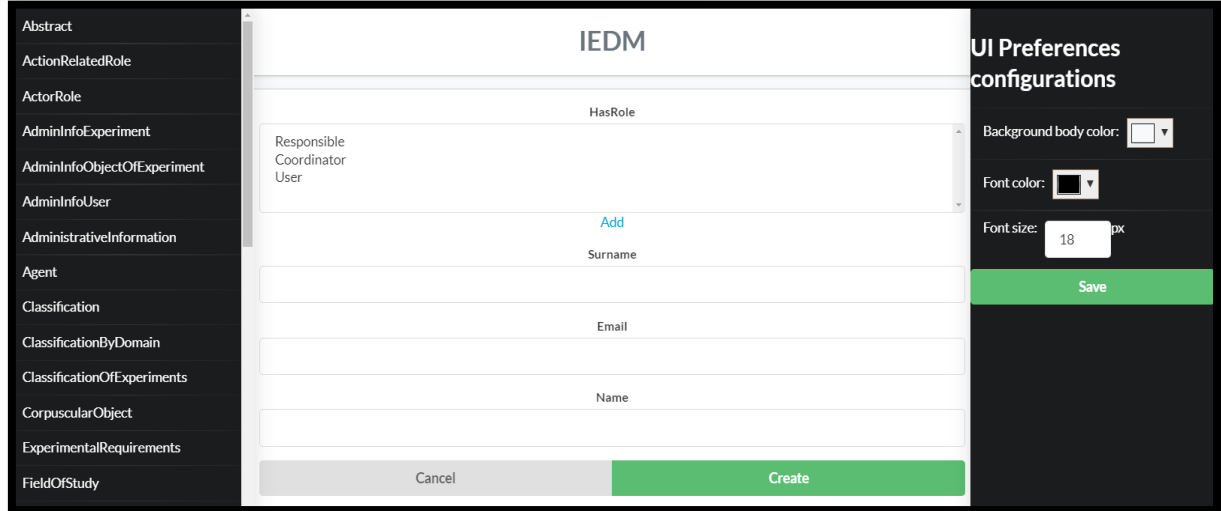 Abstract
ActionRelatedRole
ActorRole
AdminInfoExperiment
AdminInfoObjectOfExperiment
AdminInfoUser
AdministrativeInformation
Agent
Classification
ClassificationByDomain
ClassificationOfExperiments
CorpuscularObject
ExperimentalRequirements
FieldOfStudy
IEDM
HasRole
Responsible
Coordinator
User
Add
Surname
Email
Name
Cancel
Create
UI Preferences
configurations
Background body color:
Font color:
Font size: 18 px
Save